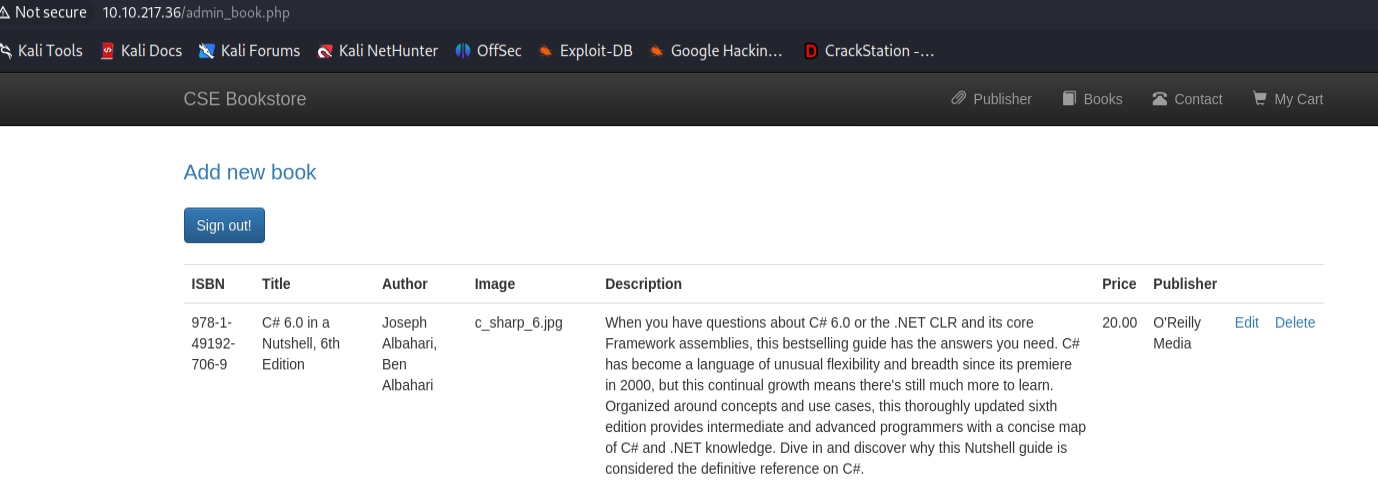 Not secure 10.10.217.36/admin_book.php
Kali Tools Kali Docs Kali Forums Kali NetHunter OffSec Exploit-DB Google Hackin... CrackStation -...
CSE Bookstore Publisher Books Contact My Cart
Add new book
Sign out!
ISBN Title Author Image Description Price Publisher
978-1- C# 6.0 in a Joseph c_sharp_6.jpg When you have questions about C# 6.0 or the .NET CLR and its core 20.00 O'Reilly Edit Delete
49192- Nutshell, 6th Albahari, Framework assemblies, this bestselling guide has the answers you need. C# Media
706-9 Edition Ben has become a language of unusual flexibility and breadth since its premiere
Albahari in 2000, but this continual growth means there's still much more to learn.
Organized around concepts and use cases, this thoroughly updated sixth
edition provides intermediate and advanced programmers with a concise map
of C# and .NET knowledge. Dive in and discover why this Nutshell guide is
considered the definitive reference on C#.